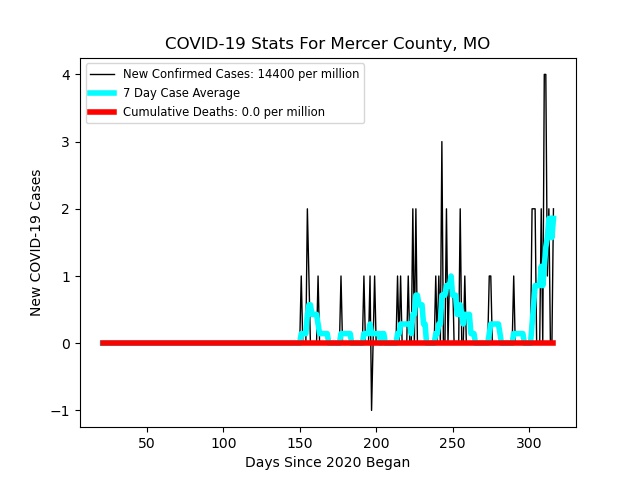 COVID-19 Stats For Mercer County, MO
New Confirmed Cases: 14400 per million
7 Day Case Average
Cumulative Deaths: 0.0 per million
New COVID-19 Cases
4
3
2
1
0
−1
50 100 150 200 250 300
Days Since 2020 Began